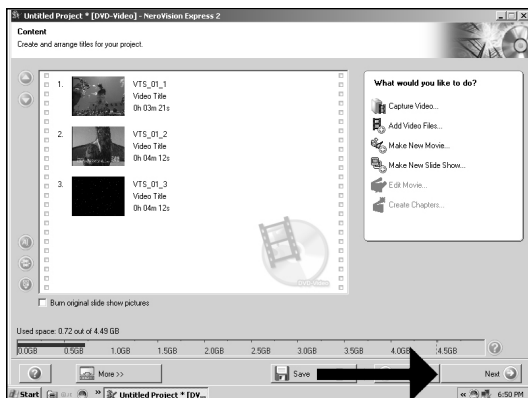 Untitled Project * [DVD-Video] - NeroVision Express 2
Content
Create and arrange titles for your project.
1. VTS_01_1
Video Title
0h 03m 21s
2. VTS_01_2
Video Title
0h 04m 12s
3. VTS_01_3
Video Title
0h 04m 12s
DVD-Video
Burn original slide show pictures
What would you like to do?
Capture Video...
Add Video Files...
Make New Movie...
Make New Slide Show...
Edit Movie...
Create Chapters...
Used space: 0.72 out of 4.49 GB
0.0GB 0.5GB 1.0GB 1.5GB 2.0GB 2.5GB 3.0GB 3.5GB 4.0GB 4.5GB
More >> Save Next
Start Untitled Project * [DV... 6:50 PM